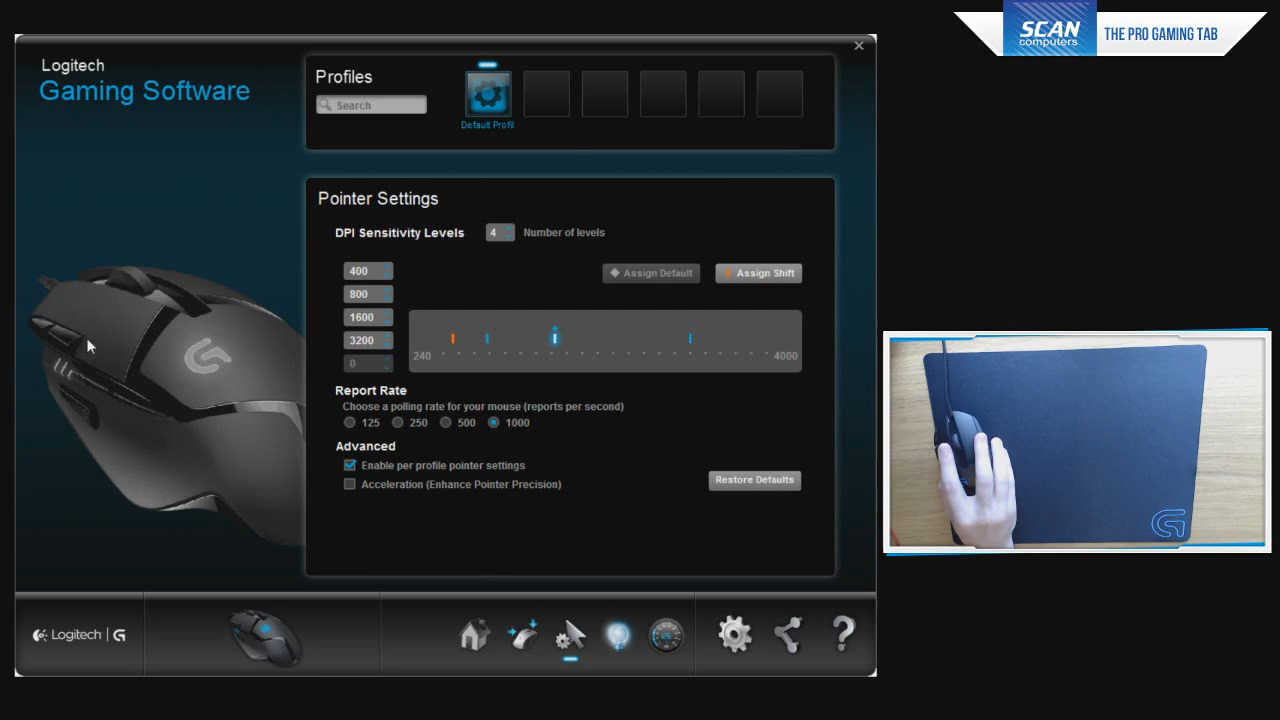 SCAN
computers
THE PRO GAMING TAB
Logitech
Gaming Software
Profiles
Search
Default Profil
Pointer Settings
DPI Sensitivity Levels 4 Number of levels
400
Assign Default Assign Shift
800
1600
3200
0
240 4000
Report Rate
Choose a polling rate for your mouse (reports per second)
125 250 500 1000
Advanced
Enable per profile pointer settings
Acceleration (Enhance Pointer Precision)
Restore Defaults
Logitech | G